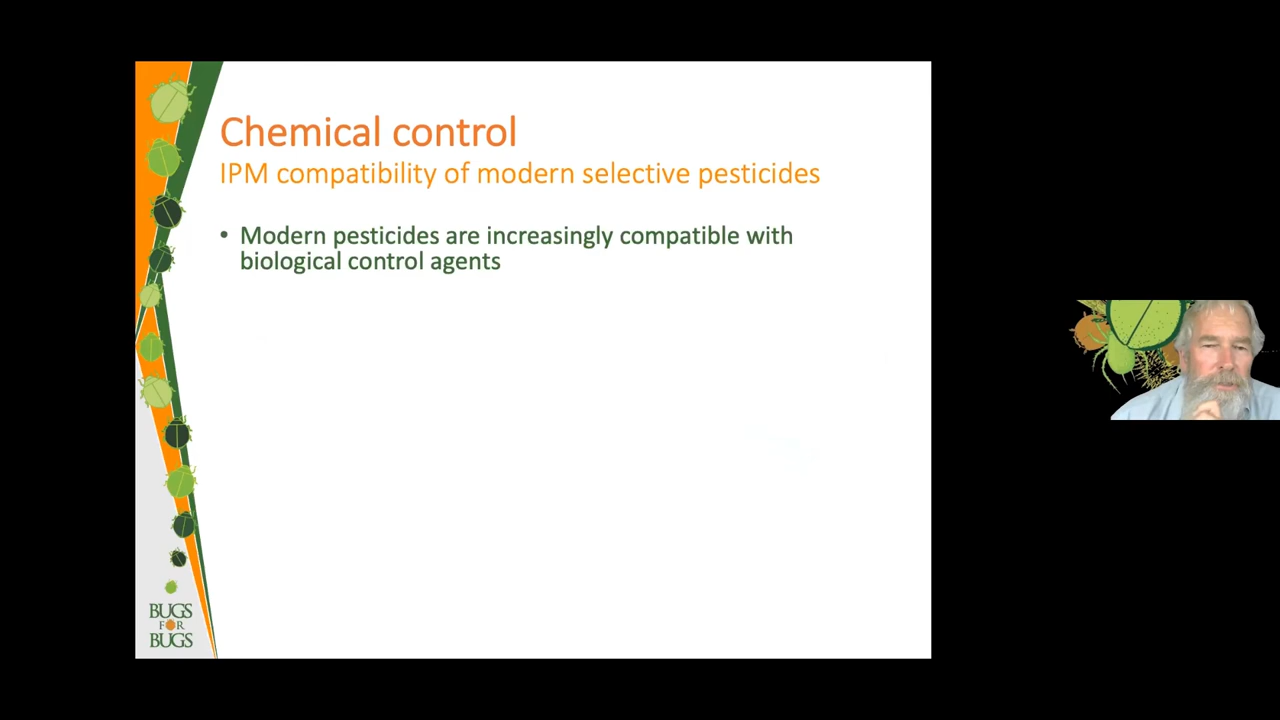 Chemical control
IPM compatibility of modern selective pesticides
• Modern pesticides are increasingly compatible with
biological control agents
BUGS
FOR
BUGS